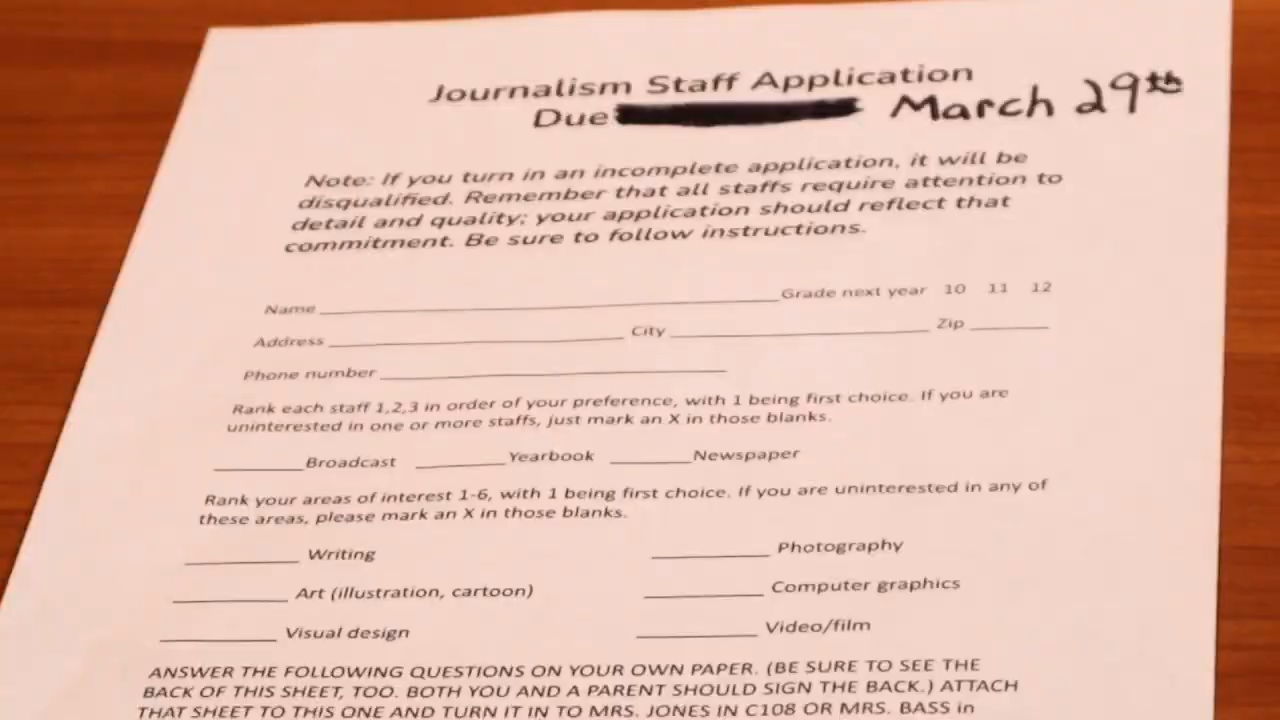 Journalism Staff Application
Due March 29th
Note: If you turn in an incomplete application, it will be
disqualified. Remember that all staffs require attention to
detail and quality; your application should reflect that
commitment. Be sure to follow instructions.
Name Grade next year 10 11 12
Address City Zip
Phone number
Rank each staff 1,2,3 in order of your preference, with 1 being first choice. If you are
uninterested in one or more staffs, just mark an X in those blanks.
Broadcast Yearbook Newspaper
Rank your areas of interest 1-6, with 1 being first choice. If you are uninterested in any of
these areas, please mark an X in those blanks.
Writing Photography
Art (illustration, cartoon) Computer graphics
Visual design Video/film
ANSWER THE FOLLOWING QUESTIONS ON YOUR OWN PAPER. (BE SURE TO SEE THE
BACK OF THIS SHEET, TOO. BOTH YOU AND A PARENT SHOULD SIGN THE BACK.) ATTACH
THAT SHEET TO THIS ONE AND TURN IT IN TO MRS. JONES IN C108 OR MRS. BASS in